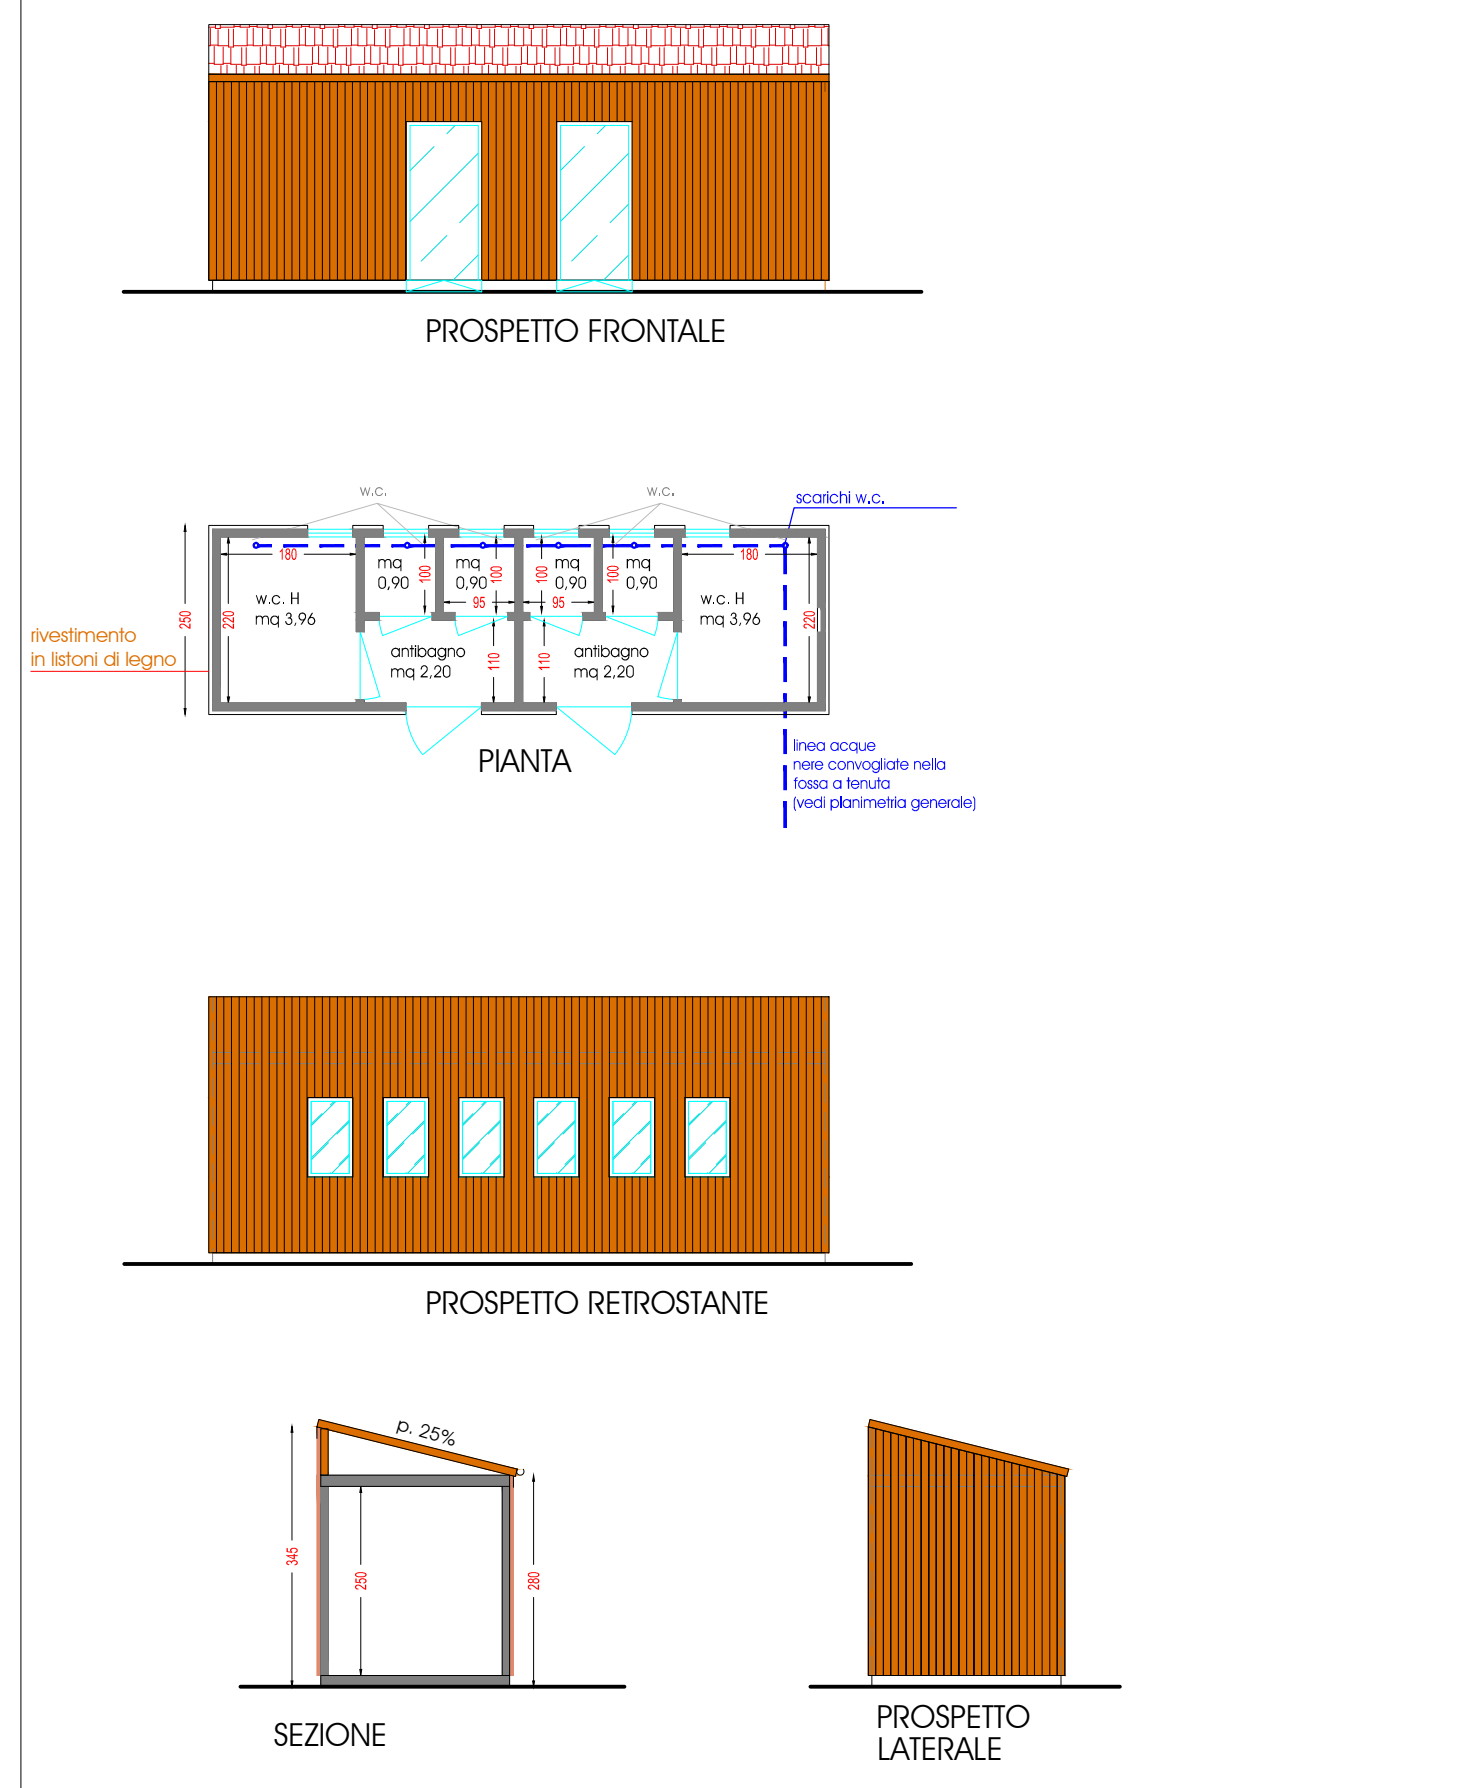 PROSPETTO FRONTALE
w.c.
w.c.
scarichi w.c.
180
180
mq
0,90
100
mq
0,90
100
100
mq
0,90
100
mq
0,90
95
95
w.c. H
mq 3,96
w.c. H
mq 3,96
250
220
220
rivestimento
in listoni di legno
antibagno
mq 2,20
110
110
antibagno
mq 2,20
PIANTA
linea acque
nere convogliate nella
fossa a tenuta
(vedi planimetria generale)
PROSPETTO RETROSTANTE
p. 25%
345
250
280
SEZIONE
PROSPETTO
LATERALE